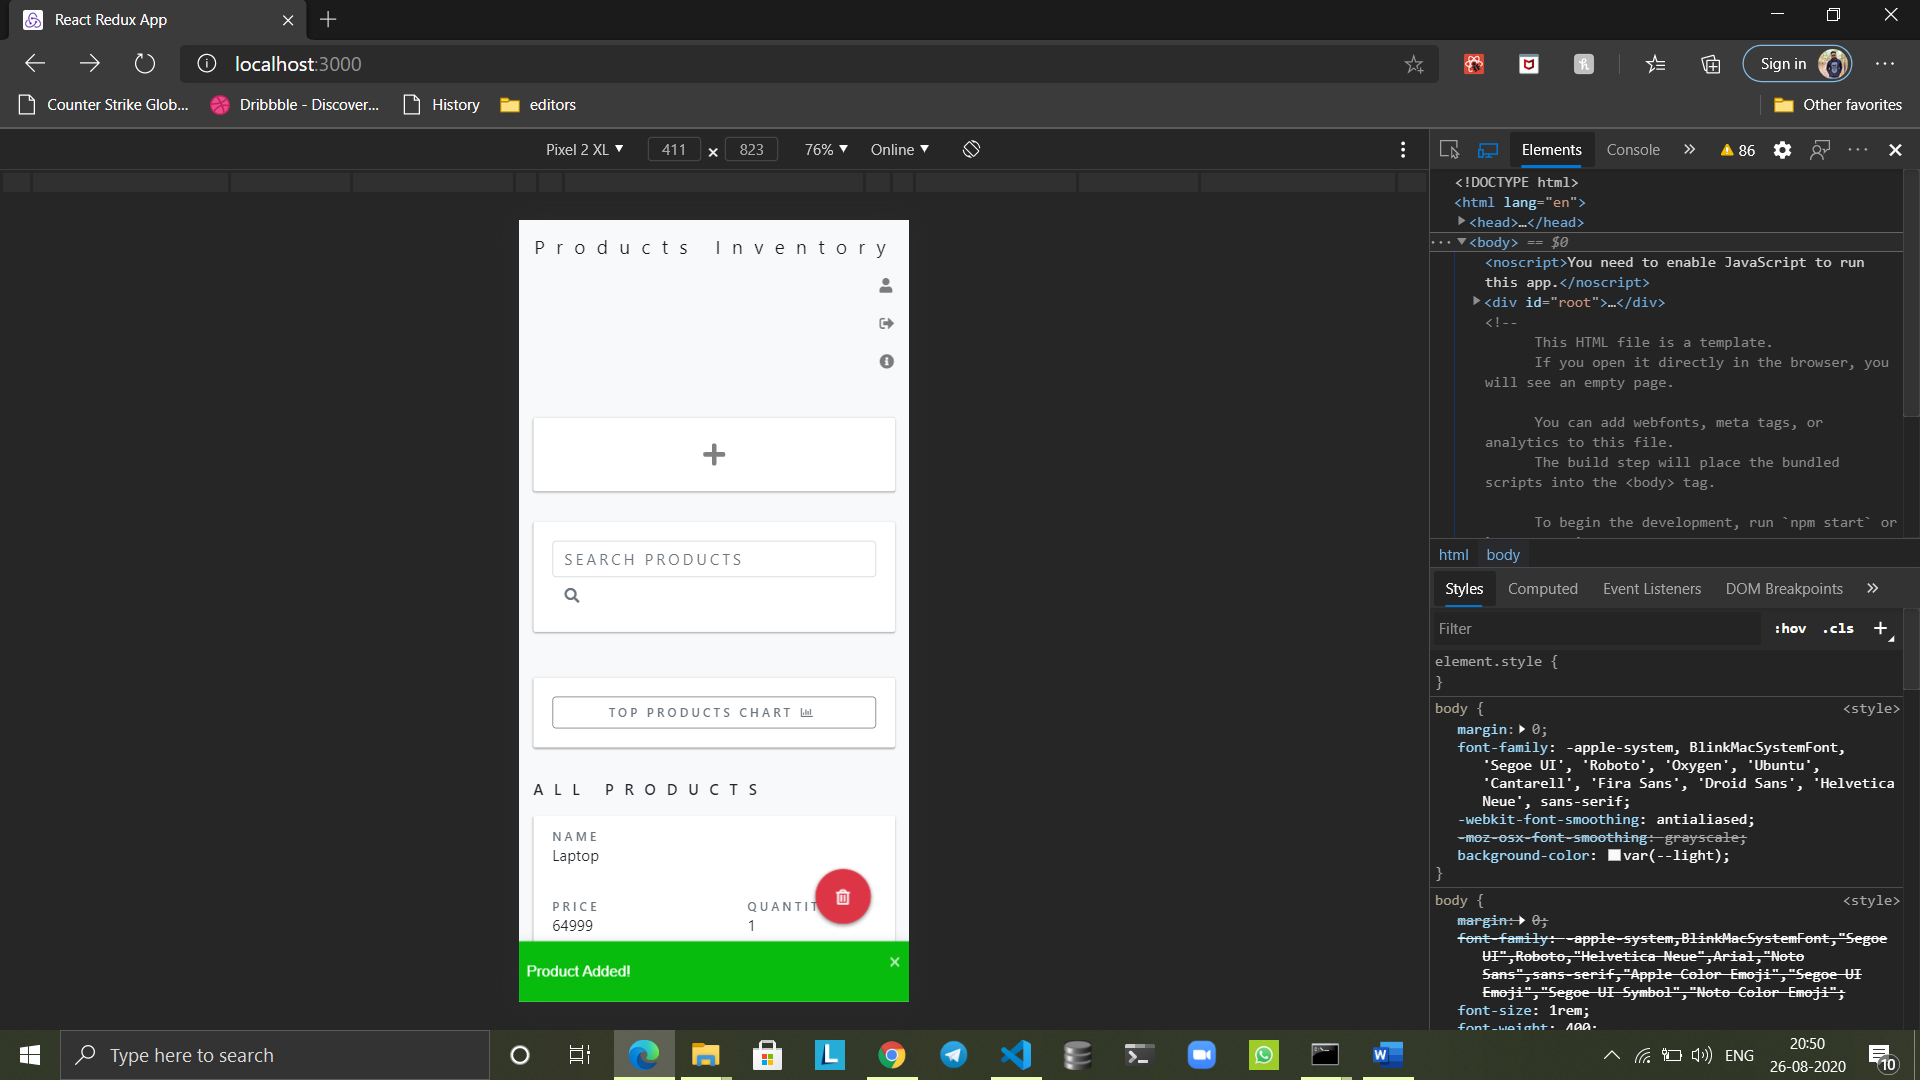 React Redux App
localhost:3000
Sign in
Counter Strike Glob...
Dribbble - Discover...
History
editors
Other favorites
Pixel 2 XL
411 × 823
76%
Online
Elements
Console
86
Products Inventory
SEARCH PRODUCTS
TOP PRODUCTS CHART
ALL PRODUCTS
NAME
Laptop
PRICE
QUANTIT
64999
1
Product Added!
<!DOCTYPE html>
<html lang="en">
<head>…</head>
<body> == $0
<noscript>You need to enable JavaScript to run
this app.</noscript>
<div id="root">…</div>
<!--
This HTML file is a template.
If you open it directly in the browser, you
will see an empty page.
You can add webfonts, meta tags, or
analytics to this file.
The build step will place the bundled
scripts into the <body> tag.
To begin the development, run `npm start` or
html body
Styles
Computed
Event Listeners
DOM Breakpoints
Filter
:hov .cls
element.style {
}
body {
<style>
margin: 0;
font-family: -apple-system, BlinkMacSystemFont,
'Segoe UI', 'Roboto', 'Oxygen', 'Ubuntu',
'Cantarell', 'Fira Sans', 'Droid Sans', 'Helvetica
Neue', sans-serif;
-webkit-font-smoothing: antialiased;
-moz-osx-font-smoothing: grayscale;
background-color: var(--light);
}
body {
<style>
margin: 0;
font-family: -apple-system,BlinkMacSystemFont,"Segoe
UI",Roboto,"Helvetica Neue",Arial,"Noto
Sans",sans-serif,"Apple Color Emoji","Segoe UI
Emoji","Segoe UI Symbol","Noto Color Emoji";
font-size: 1rem;
font-weight: 400;
Type here to search
ENG
20:50
26-08-2020
10